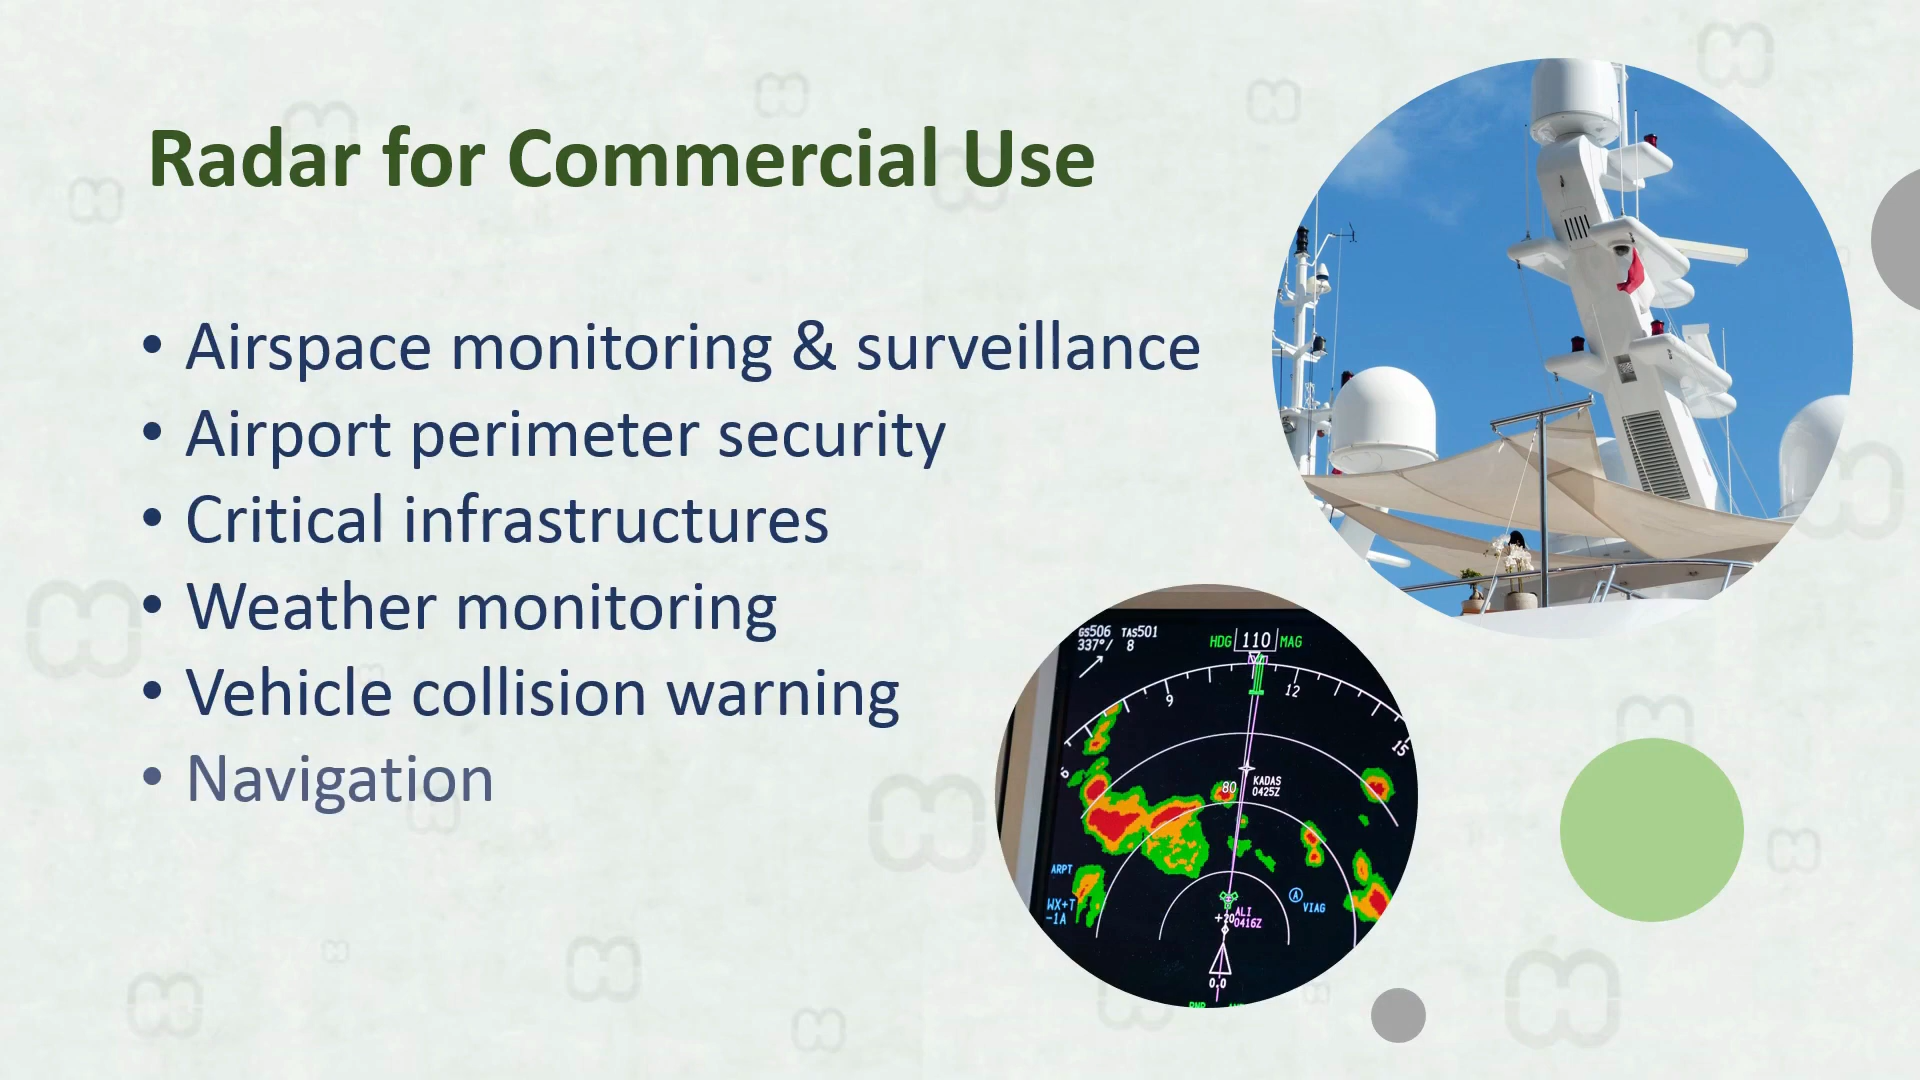 Radar for Commercial Use
• Airspace monitoring & surveillance
• Airport perimeter security
• Critical infrastructures
• Weather monitoring
• Vehicle collision warning
• Navigation
GS506 TAS501
337°/ 8
HDG 110 MAG
9
12
15
6
80
KADAS
0425Z
ARPT
WX+T
-1A
A
VIAG
ALI
+20
0416Z
0.0